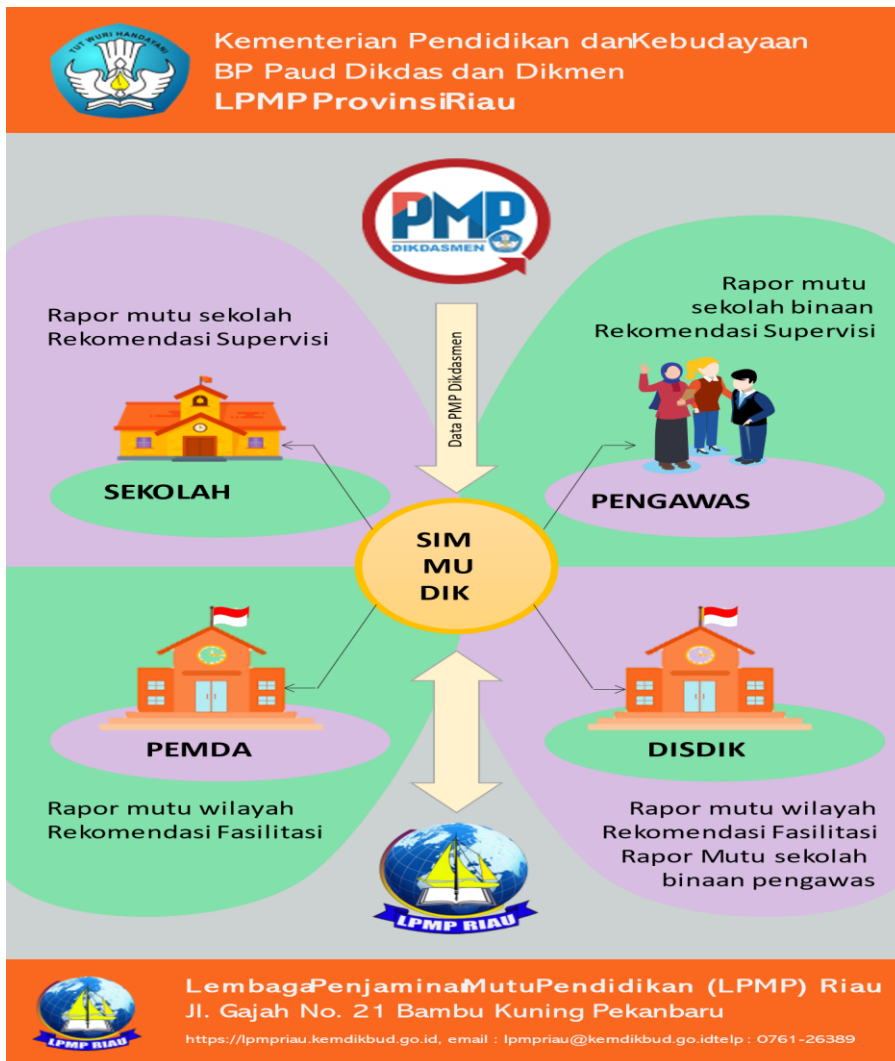 TUT WURI HANDAYANI
Kementerian Pendidikan danKebudayaan
BP Paud Dikdas dan Dikmen
LPMP ProvinsiRiau
PMP
DIKDASMEN
Rapor mutu sekolah
Rekomendasi Supervisi
Rapor mutu
sekolah binaan
Rekomendasi Supervisi
Data PMP Dikdasmen
SEKOLAH
PENGAWAS
SIM
MU
DIK
PEMDA
DISDIK
Rapor mutu wilayah
Rekomendasi Fasilitasi
Rapor mutu wilayah
Rekomendasi Fasilitasi
Rapor Mutu sekolah
binaan pengawas
LPMP RIAU
LPMP RIAU
LembagaPenjaminanMutuPendidikan (LPMP) Riau
Jl. Gajah No. 21 Bambu Kuning Pekanbaru
https://lpmpriau.kemdikbud.go.id, email : lpmpriau@kemdikbud.go.idtelp : 0761-26389